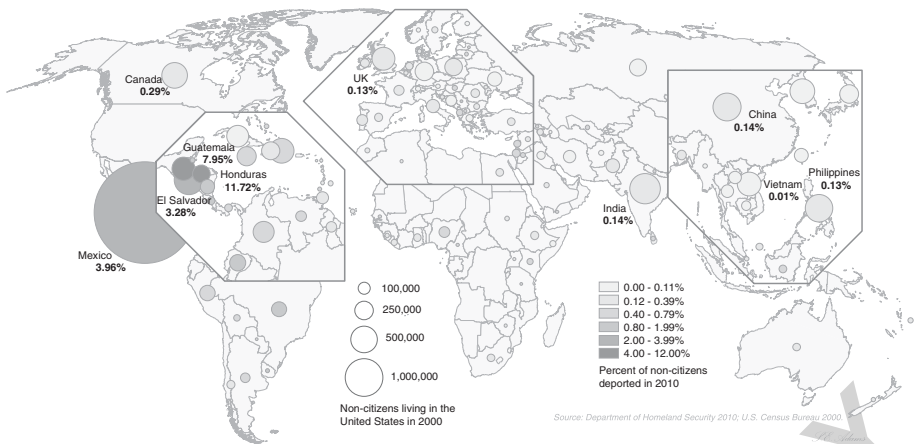 Canada
0.29%
UK
0.13%
China
0.14%
Guatemala
7.95%
Honduras
11.72%
El Salvador
3.28%
Mexico
3.96%
India
0.14%
Vietnam
0.01%
Philippines
0.13%
100,000
250,000
500,000
1,000,000
Non-citizens living in the
United States in 2000
0.00 - 0.11%
0.12 - 0.39%
0.40 - 0.79%
0.80 - 1.99%
2.00 - 3.99%
4.00 - 12.00%
Percent of non-citizens
deported in 2010
Source: Department of Homeland Security 2010; U.S. Census Bureau 2000.